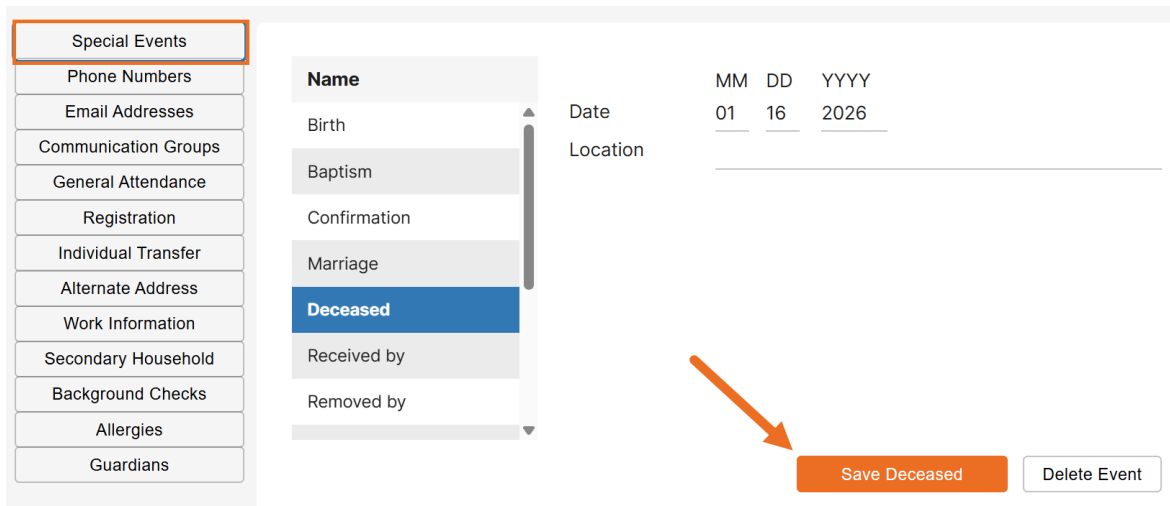 Special Events
Phone Numbers
Email Addresses
Communication Groups
General Attendance
Registration
Individual Transfer
Alternate Address
Work Information
Secondary Household
Background Checks
Allergies
Guardians
Name
Birth
Baptism
Confirmation
Marriage
Deceased
Received by
Removed by
MM DD YYYY
Date 01 16 2026
Location
Save Deceased
Delete Event